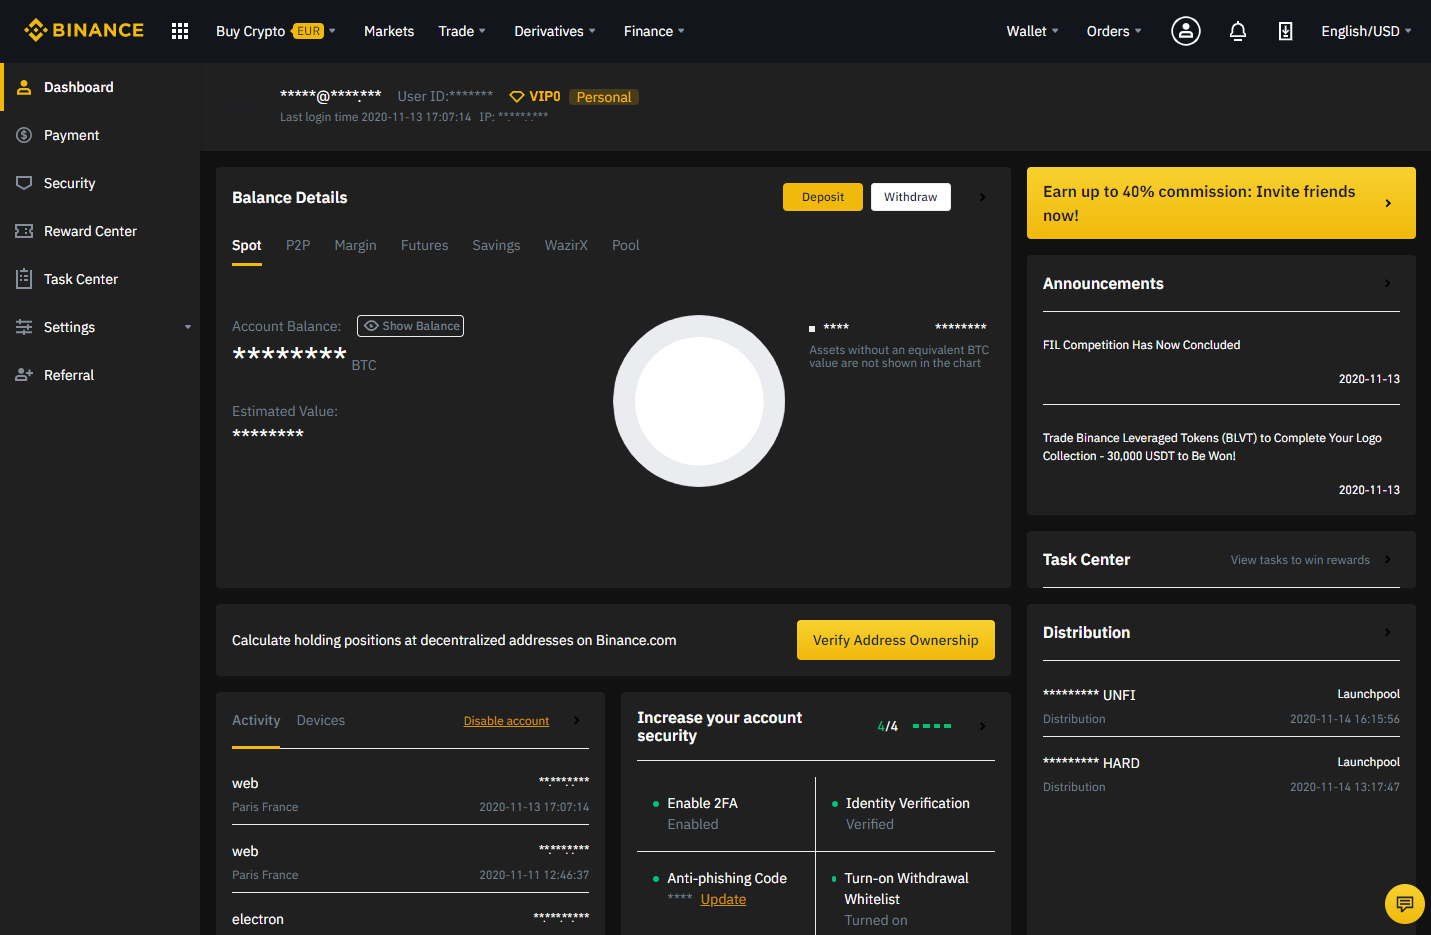 BINANCE
Buy Crypto EUR
Markets
Trade
Derivatives
Finance
Wallet
Orders
English/USD
Dashboard
Payment
Security
Reward Center
Task Center
Settings
Referral
*****@****.*** User ID:******* VIP0 Personal
Last login time 2020-11-13 17:07:14 IP: **.***.**.***
Balance Details
Deposit
Withdraw
Spot P2P Margin Futures Savings WazirX Pool
Account Balance: Show Balance
******** BTC
Estimated Value:
********
**** ********
Assets without an equivalent BTC
value are not shown in the chart
Calculate holding positions at decentralized addresses on Binance.com
Verify Address Ownership
Activity Devices Disable account
web **.***.**.***
Paris France 2020-11-13 17:07:14
web **.***.**.***
Paris France 2020-11-11 12:46:37
electron ***.***.**.***
Increase your account
security
4/4
Enable 2FA
Enabled
Identity Verification
Verified
Anti-phishing Code
**** Update
Turn-on Withdrawal
Whitelist
Turned on
Earn up to 40% commission: Invite friends
now!
Announcements
FIL Competition Has Now Concluded
2020-11-13
Trade Binance Leveraged Tokens (BLVT) to Complete Your Logo
Collection - 30,000 USDT to Be Won!
2020-11-13
Task Center View tasks to win rewards
Distribution
********* UNFI Launchpool
Distribution 2020-11-14 16:15:56
********* HARD Launchpool
Distribution 2020-11-14 13:17:47